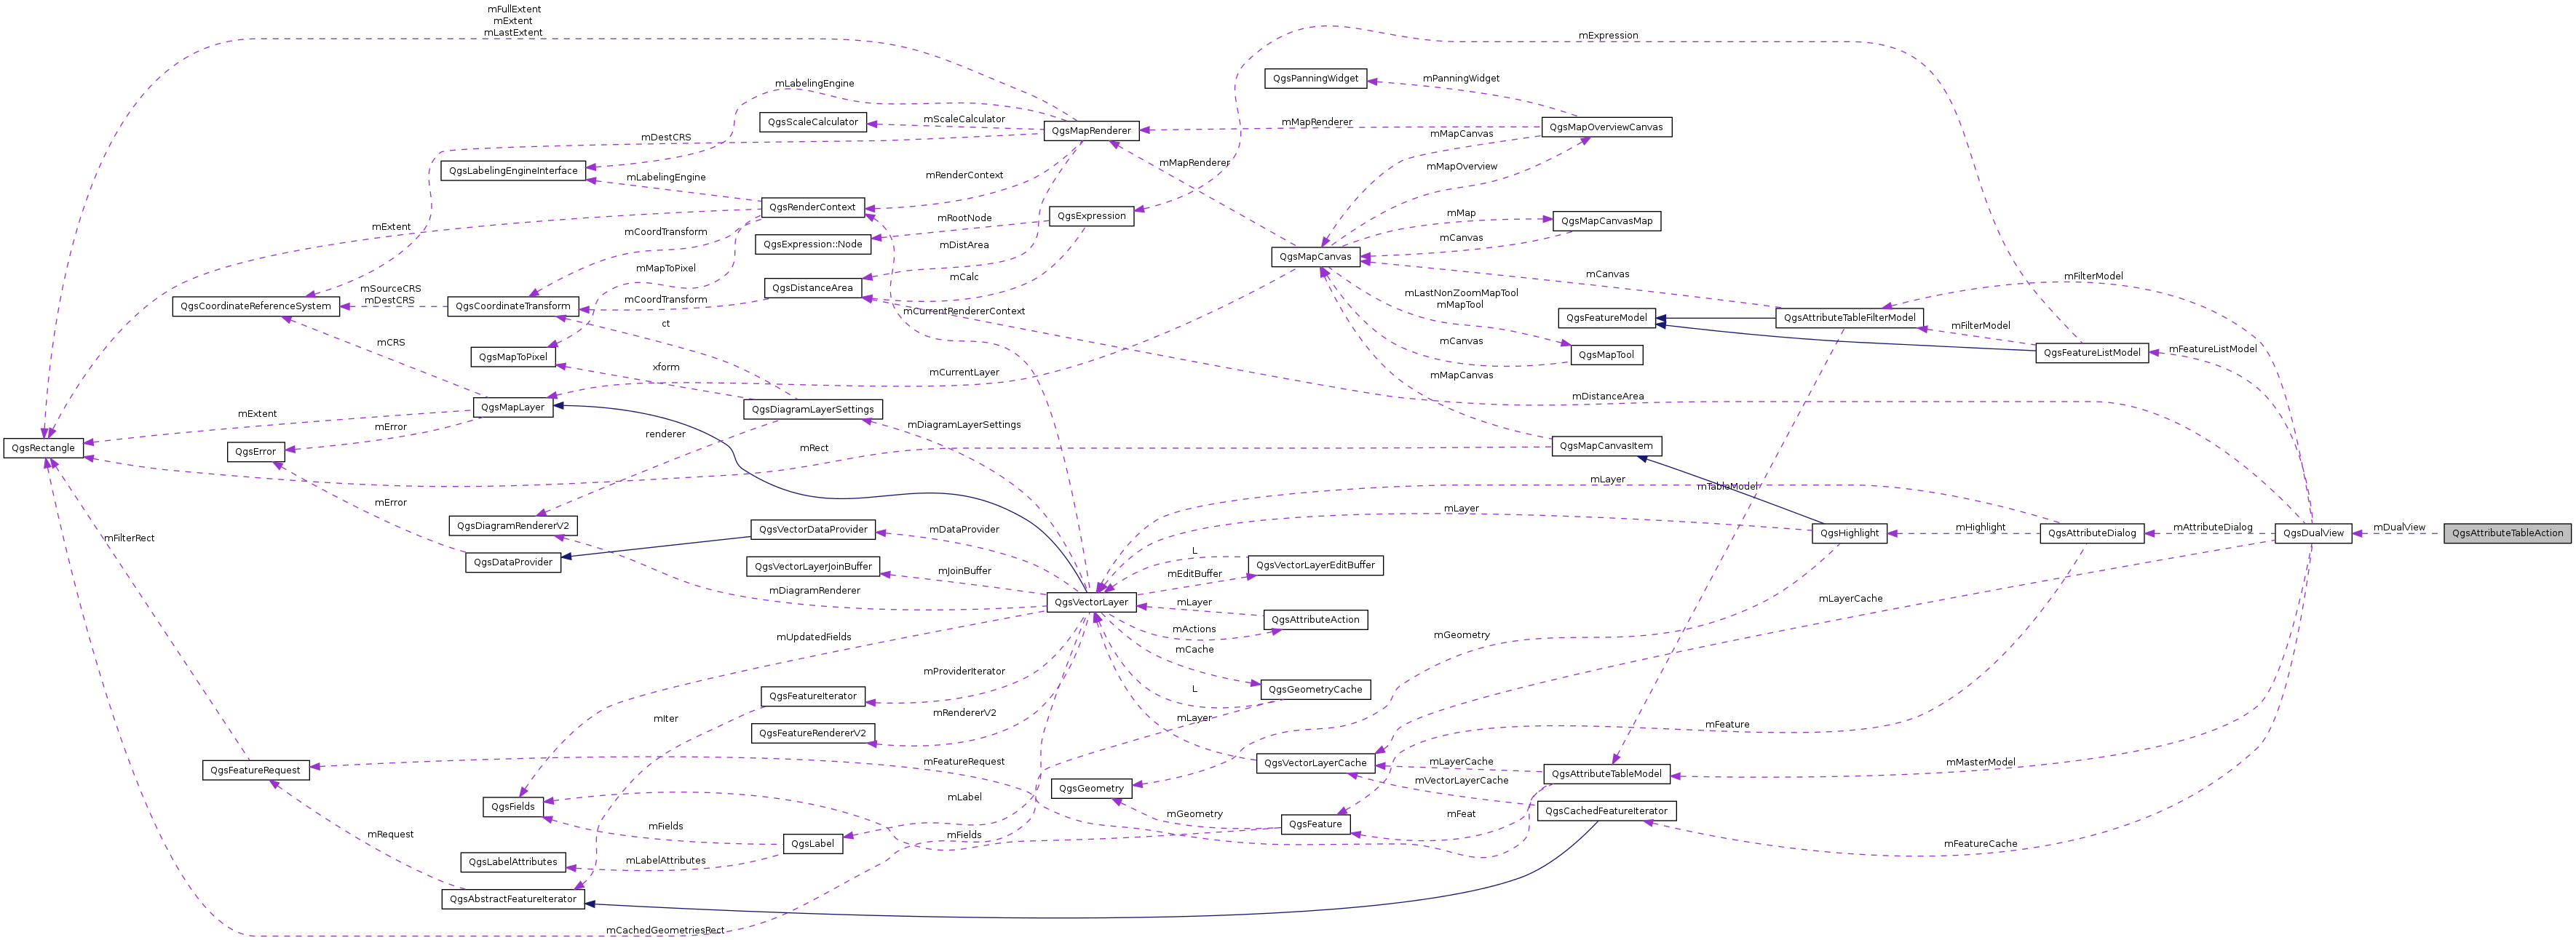 mFullExtent
mExtent
mLastExtent
mExpression
QgsPanningWidget
mPanningWidget
mLabelingEngine
QgsScaleCalculator
mScaleCalculator
QgsMapRenderer
mMapRenderer
QgsMapOverviewCanvas
mDestCRS
mMapCanvas
QgsLabelingEngineInterface
mLabelingEngine
mRenderContext
mMapRenderer
mMapOverview
QgsRenderContext
mRootNode
QgsExpression
mMap
QgsMapCanvasMap
mExtent
mCoordTransform
QgsExpression::Node
mDistArea
mCanvas
QgsMapCanvas
mMapToPixel
mCalc
mCanvas
mFilterModel
QgsDistanceArea
mSourceCRS
mDestCRS
mCoordTransform
mLastNonZoomMapTool
mMapTool
QgsCoordinateReferenceSystem
QgsCoordinateTransform
mCurrentRendererContext
QgsFeatureModel
QgsAttributeTableFilterModel
ct
mFilterModel
mCRS
QgsMapToPixel
mCanvas
QgsMapTool
QgsFeatureListModel
mFeatureListModel
xform
mCurrentLayer
mMapCanvas
mDistanceArea
QgsMapLayer
QgsDiagramLayerSettings
mExtent
mError
renderer
mDiagramLayerSettings
QgsRectangle
QgsError
mRect
QgsMapCanvasItem
mLayer
mTableModel
mError
mLayer
QgsDiagramRendererV2
QgsVectorDataProvider
mDataProvider
QgsHighlight
mHighlight
QgsAttributeDialog
mAttributeDialog
QgsDualView
mDualView
QgsAttributeTableAction
mFilterRect
L
QgsDataProvider
QgsVectorLayerJoinBuffer
mJoinBuffer
mEditBuffer
QgsVectorLayerEditBuffer
mDiagramRenderer
QgsVectorLayer
mLayer
mLayerCache
QgsAttributeAction
mUpdatedFields
mActions
mGeometry
mCache
mProviderIterator
QgsFeatureIterator
L
QgsGeometryCache
mIter
mRendererV2
mLayer
mFeature
QgsFeatureRendererV2
mFeatureRequest
QgsVectorLayerCache
mLayerCache
mMasterModel
QgsFeatureRequest
QgsAttributeTableModel
mVectorLayerCache
QgsGeometry
mLabel
QgsFields
QgsCachedFeatureIterator
mGeometry
mFeat
QgsFeature
mFields
mRequest
mFields
QgsLabel
mFeatureCache
QgsLabelAttributes
mLabelAttributes
QgsAbstractFeatureIterator
mCachedGeometriesRect